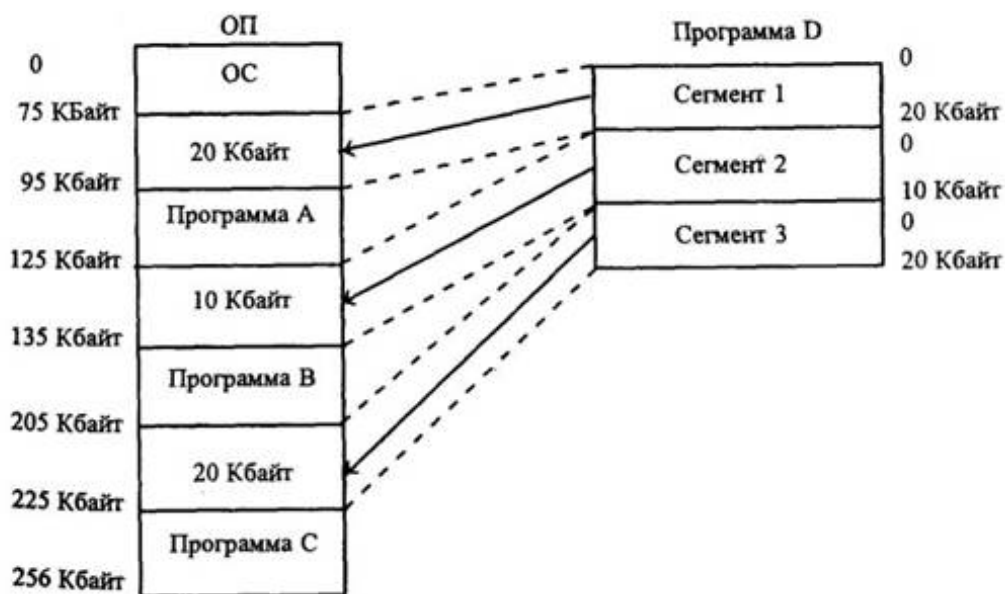 ОП
0
ОС
75 КБайт
20 Кбайт
95 Кбайт
Программа А
125 Кбайт
10 Кбайт
135 Кбайт
Программа В
205 Кбайт
20 Кбайт
225 Кбайт
Программа С
256 Кбайт
Программа D
0
Сегмент 1
20 Кбайт
0
Сегмент 2
10 Кбайт
0
Сегмент 3
20 Кбайт